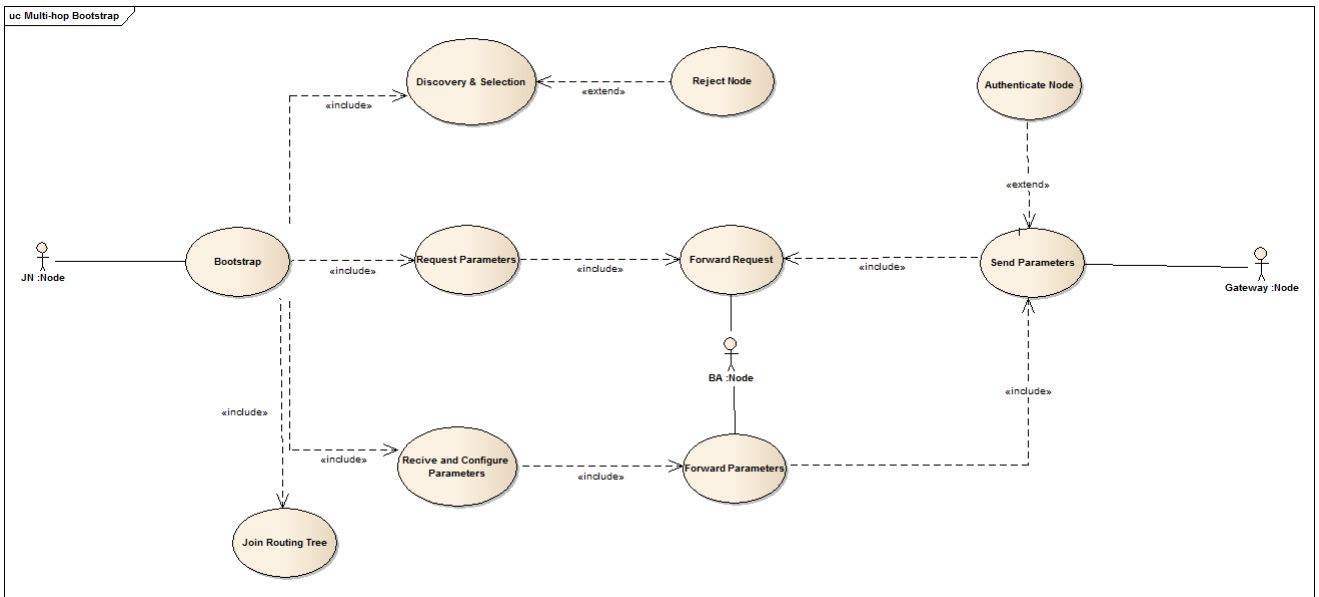 uc Multi-hop Bootstrap
Discovery & Selection
Reject Node
Authenticate Node
«include»
«extend»
«extend»
JN :Node
Bootstrap
Request Parameters
Forward Request
Send Parameters
Gateway :Node
«include»
«include»
«include»
BA :Node
«include»
«include»
«include»
Recive and Configure
Parameters
Forward Parameters
«include»
Join Routing Tree